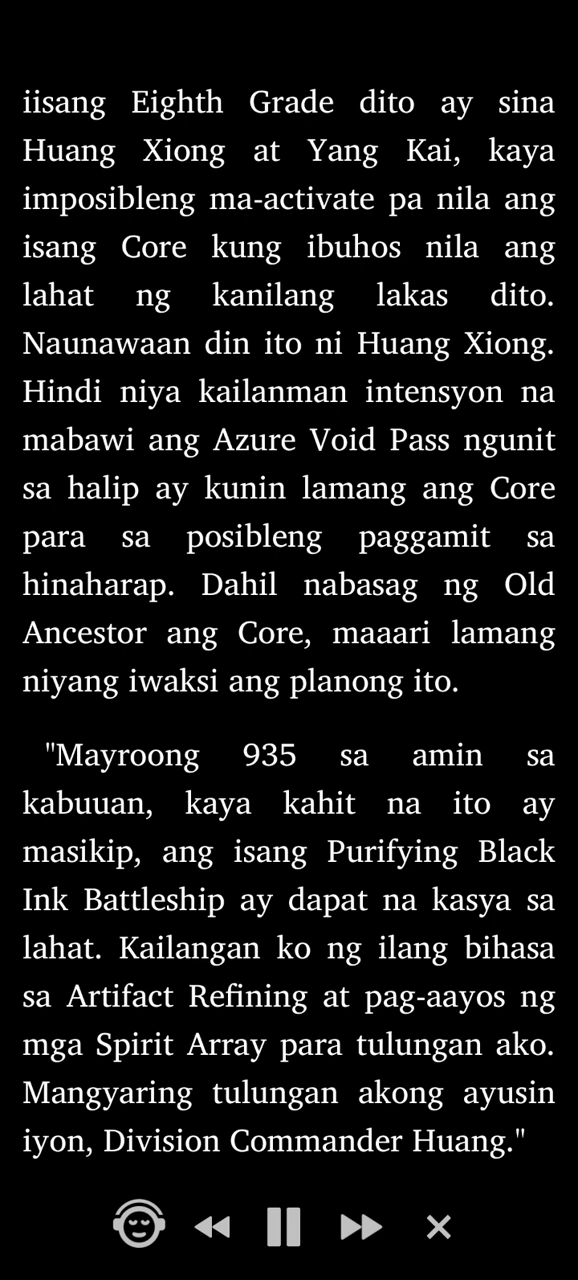 iisang Eighth Grade dito ay sina
Huang Xiong at Yang Kai, kaya
imposibleng ma-activate pa nila ang
isang Core kung ibuhos nila ang
lahat ng kanilang lakas dito.
Naunawaan din ito ni Huang Xiong.
Hindi niya kailanman intensyon na
mabawi ang Azure Void Pass ngunit
sa halip ay kunin lamang ang Core
para sa posibleng paggamit sa
hinaharap. Dahil nabasag ng Old
Ancestor ang Core, maaari lamang
niyang iwaksi ang planong ito.
"Mayroong 935 sa amin sa
kabuuan, kaya kahit na ito ay
masikip, ang isang Purifying Black
Ink Battleship ay dapat na kasya sa
lahat. Kailangan ko ng ilang bihasa
sa Artifact Refining at pag-aayos ng
mga Spirit Array para tulungan ako.
Mangyaring tulungan akong ayusin
iyon, Division Commander Huang."